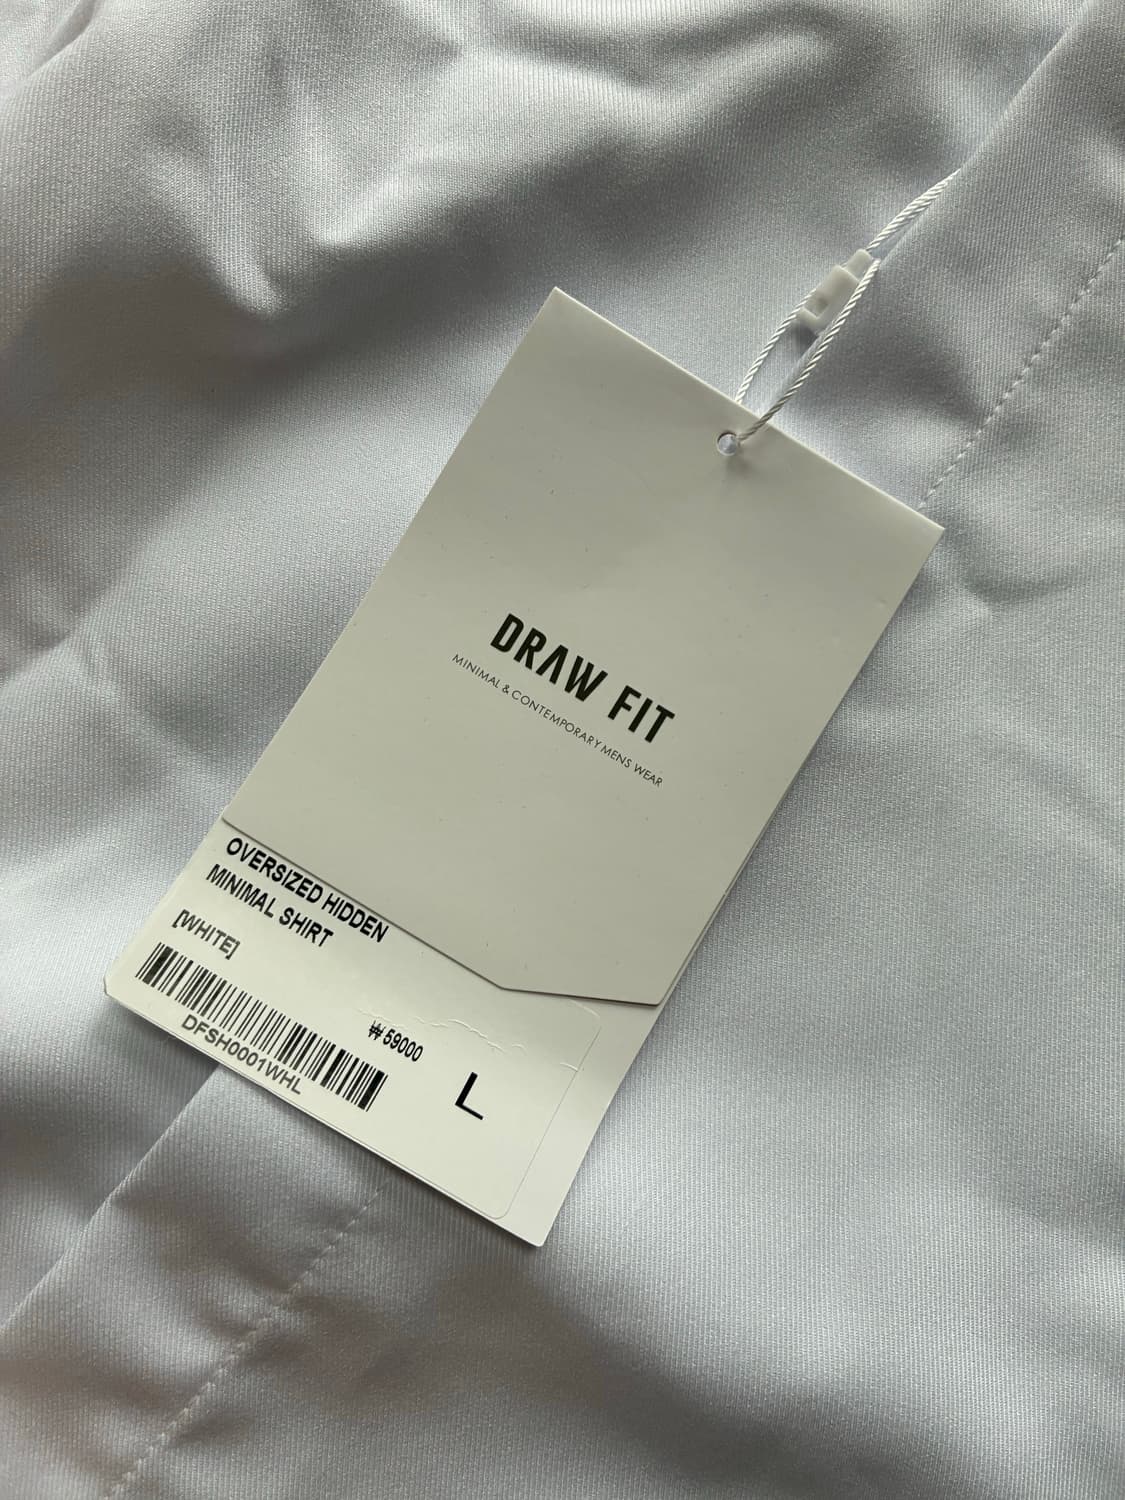 DRAW FIT
MINIMAL & CONTEMPORARY MENS WEAR
OVERSIZED HIDDEN
MINIMAL SHIRT
[WHITE]
₩ 59000
DFSH0001WHL
L